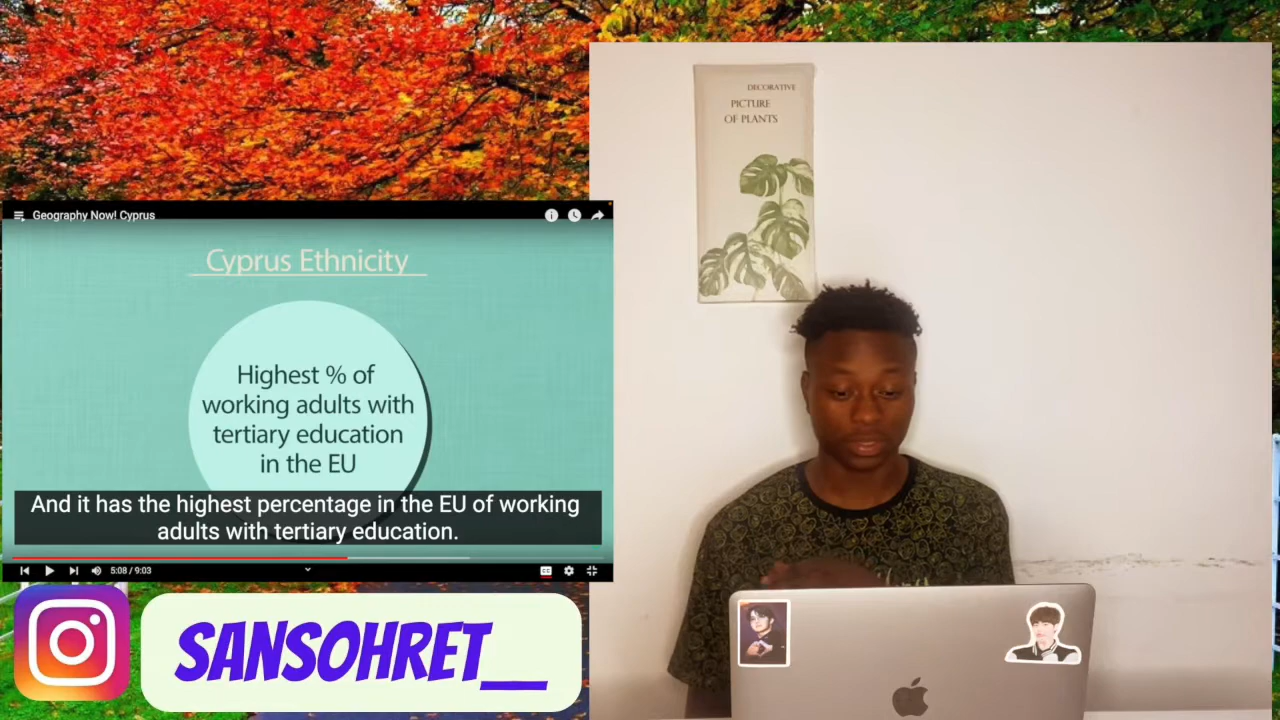 DECORATIVE
PICTURE
OF PLANTS
Geography Now! Cyprus
Cyprus Ethnicity
Highest % of
working adults with
tertiary education
in the EU
And it has the highest percentage in the EU of working
adults with tertiary education.
5:08 / 9:03
CC
SANSOHRET__